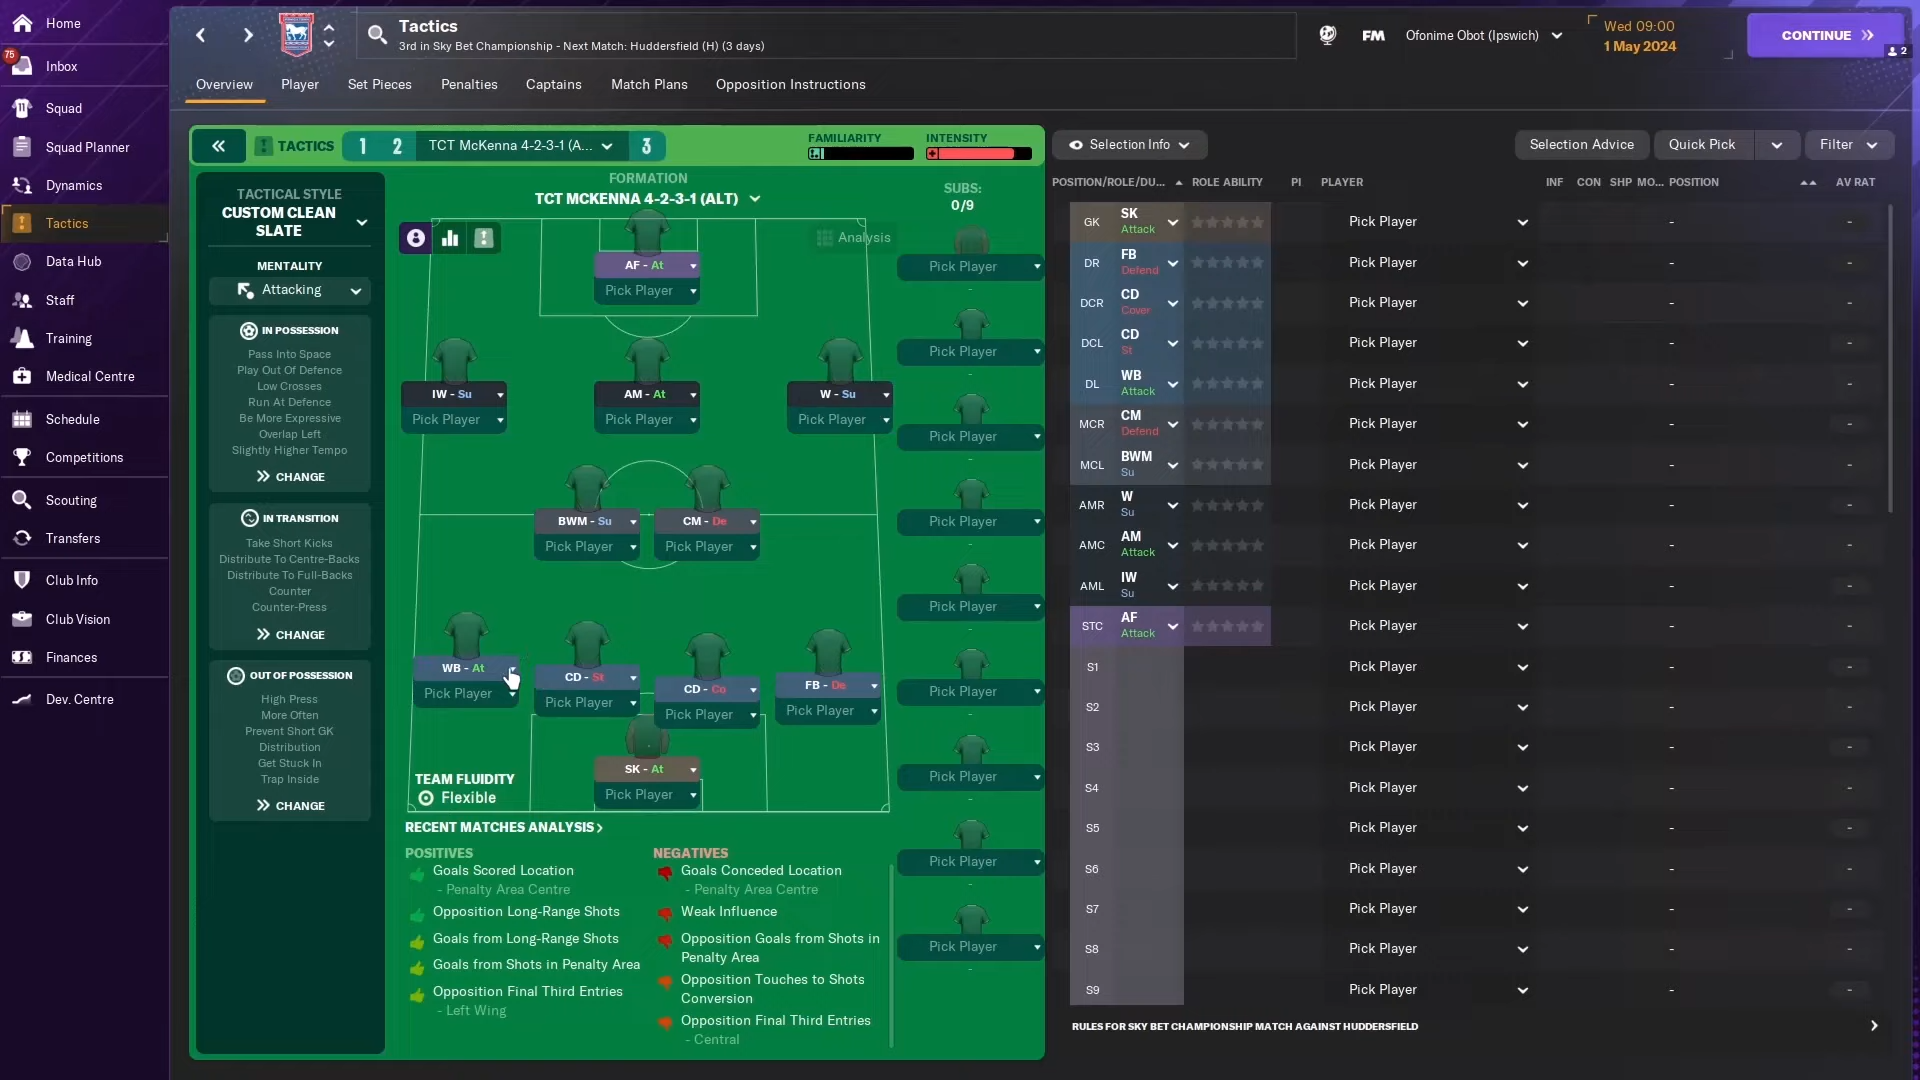 Home
75
Inbox
Squad
Squad Planner
Dynamics
Tactics
Data Hub
Staff
Training
Medical Centre
Schedule
Competitions
Scouting
Transfers
Club Info
Club Vision
Finances
Dev. Centre
Tactics
3rd in Sky Bet Championship - Next Match: Huddersfield (H) (3 days)
FM
Ofonime Obot (Ipswich)
Wed 09:00
1 May 2024
CONTINUE
2
Overview
Player
Set Pieces
Penalties
Captains
Match Plans
Opposition Instructions
TACTICS
1
2
TCT McKenna 4-2-3-1 (A...
3
FAMILIARITY
INTENSITY
TACTICAL STYLE
CUSTOM CLEAN
SLATE
MENTALITY
Attacking
IN POSSESSION
Pass Into Space
Play Out Of Defence
Low Crosses
Run At Defence
Be More Expressive
Overlap Left
Slightly Higher Tempo
CHANGE
IN TRANSITION
Take Short Kicks
Distribute To Centre-Backs
Distribute To Full-Backs
Counter
Counter-Press
CHANGE
OUT OF POSSESSION
High Press
More Often
Prevent Short GK
Distribution
Get Stuck In
Trap Inside
CHANGE
FORMATION
TCT MCKENNA 4-2-3-1 (ALT)
SUBS:
0/9
Analysis
AF - At
Pick Player
IW - Su
Pick Player
AM - At
Pick Player
W - Su
Pick Player
BWM - Su
Pick Player
CM - De
Pick Player
WB - At
Pick Player
CD - St
Pick Player
CD - Co
Pick Player
FB - De
Pick Player
SK - At
Pick Player
TEAM FLUIDITY
Flexible
Pick Player
-
Pick Player
-
Pick Player
-
Pick Player
-
Pick Player
-
Pick Player
-
Pick Player
-
Pick Player
-
Pick Player
-
RECENT MATCHES ANALYSIS
POSITIVES
Goals Scored Location
- Penalty Area Centre
Opposition Long-Range Shots
Goals from Long-Range Shots
Goals from Shots in Penalty Area
Opposition Final Third Entries
- Left Wing
NEGATIVES
Goals Conceded Location
- Penalty Area Centre
Weak Influence
Opposition Goals from Shots in
Penalty Area
Opposition Touches to Shots
Conversion
Opposition Final Third Entries
- Central
Selection Info
Selection Advice
Quick Pick
Filter
POSITION/ROLE/DU... ROLE ABILITY PI PLAYER INF CON SHP MO... POSITION AV RAT
GK SK Attack Pick Player - -
DR FB Defend Pick Player - -
DCR CD Cover Pick Player - -
DCL CD St Pick Player - -
DL WB Attack Pick Player - -
MCR CM Defend Pick Player - -
MCL BWM Su Pick Player - -
AMR W Su Pick Player - -
AMC AM Attack Pick Player - -
AML IW Su Pick Player - -
STC AF Attack Pick Player - -
S1 Pick Player - -
S2 Pick Player - -
S3 Pick Player - -
S4 Pick Player - -
S5 Pick Player - -
S6 Pick Player - -
S7 Pick Player - -
S8 Pick Player - -
S9 Pick Player - -
RULES FOR SKY BET CHAMPIONSHIP MATCH AGAINST HUDDERSFIELD